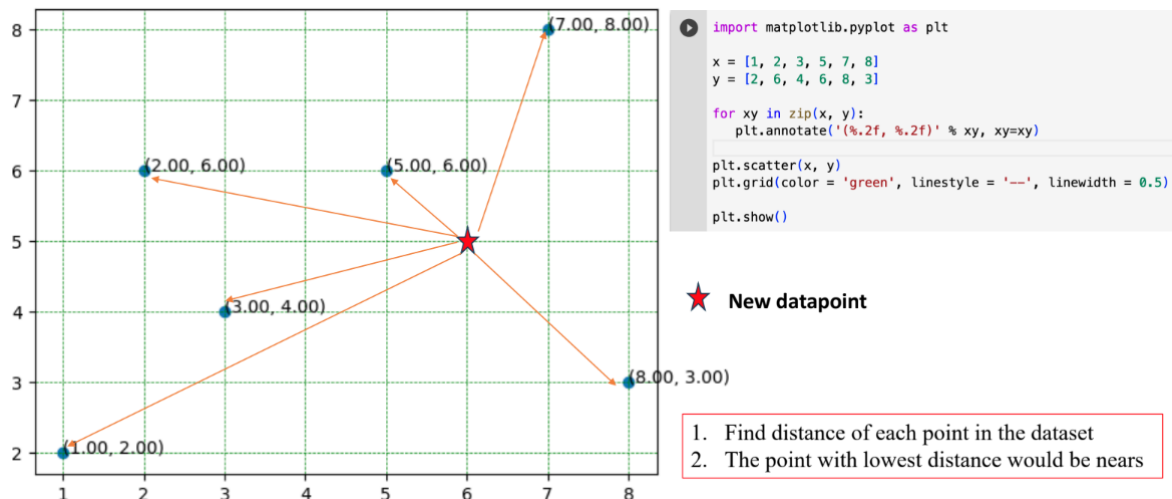 8
7
6
5
4
3
2
1
2
3
4
5
6
7
8
(7.00, 8.00)
(2.00, 6.00)
(5.00, 6.00)
(3.00, 4.00)
(8.00, 3.00)
(1.00, 2.00)
import matplotlib.pyplot as plt
x = [1, 2, 3, 5, 7, 8]
y = [2, 6, 4, 6, 8, 3]
for xy in zip(x, y):
plt.annotate('(%.2f, %.2f)' % xy, xy=xy)
plt.scatter(x, y)
plt.grid(color = 'green', linestyle = '--', linewidth = 0.5)
plt.show()
New datapoint
1. Find distance of each point in the dataset
2. The point with lowest distance would be nears